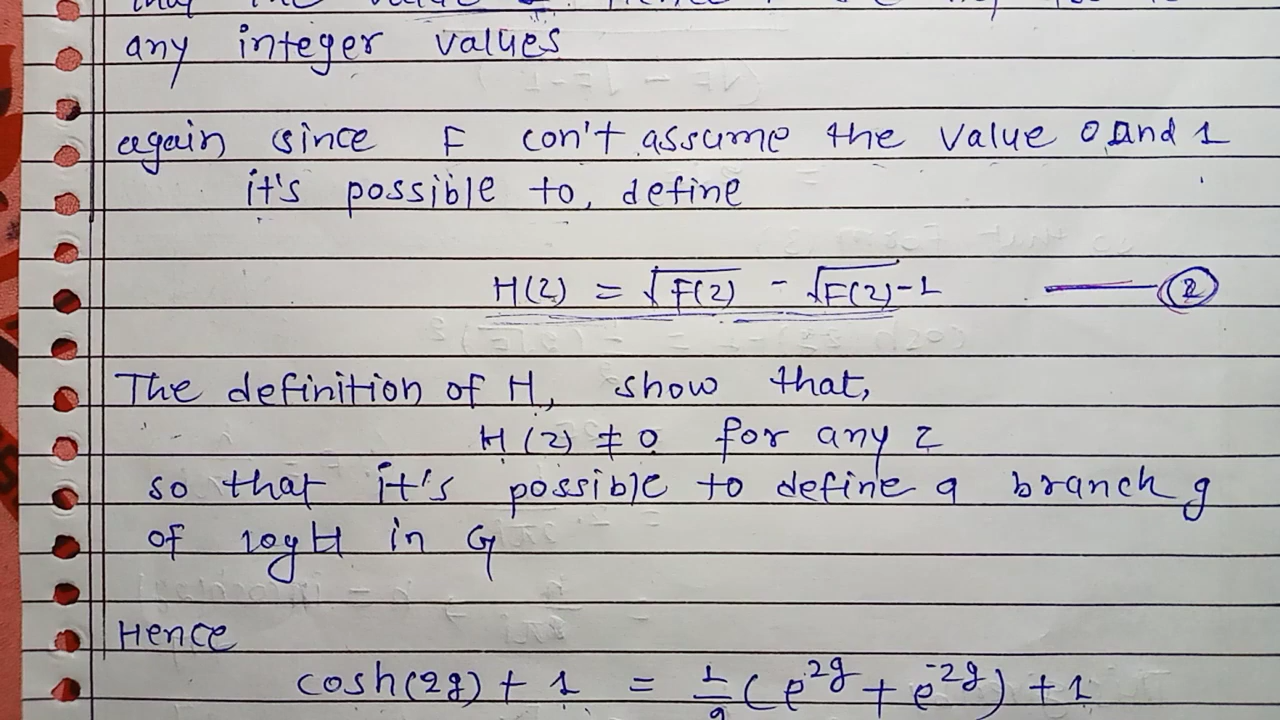 any integer values
again since F con't assume the value 0 and 1
it's possible to, define
H(z) = √F(z) - √F(z)-1 ② 
The definition of H, show that,
H(z) ≠ 0 for any z
so that it's possible to define a branch g
of log H in G
Hence
cosh(2g) + 1 = 1/2 (e^2g + e^-2g) + 1